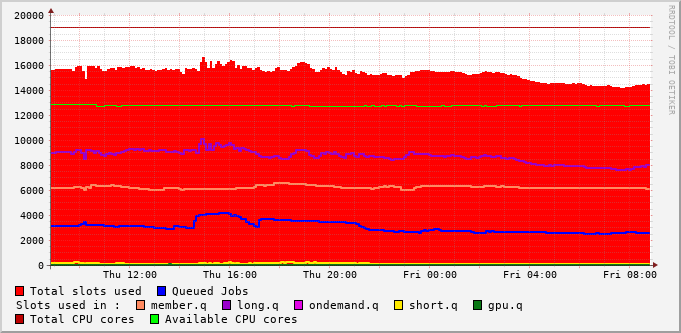 20000
18000
16000
14000
12000
10000
8000
6000
4000
2000
0
Thu 12:00 Thu 16:00 Thu 20:00 Fri 00:00 Fri 04:00 Fri 08:00
Total slots used Queued Jobs
Slots used in : member.q long.q ondemand.q short.q gpu.q
Total CPU cores Available CPU cores
RRDTOOL / TOBI OETIKER